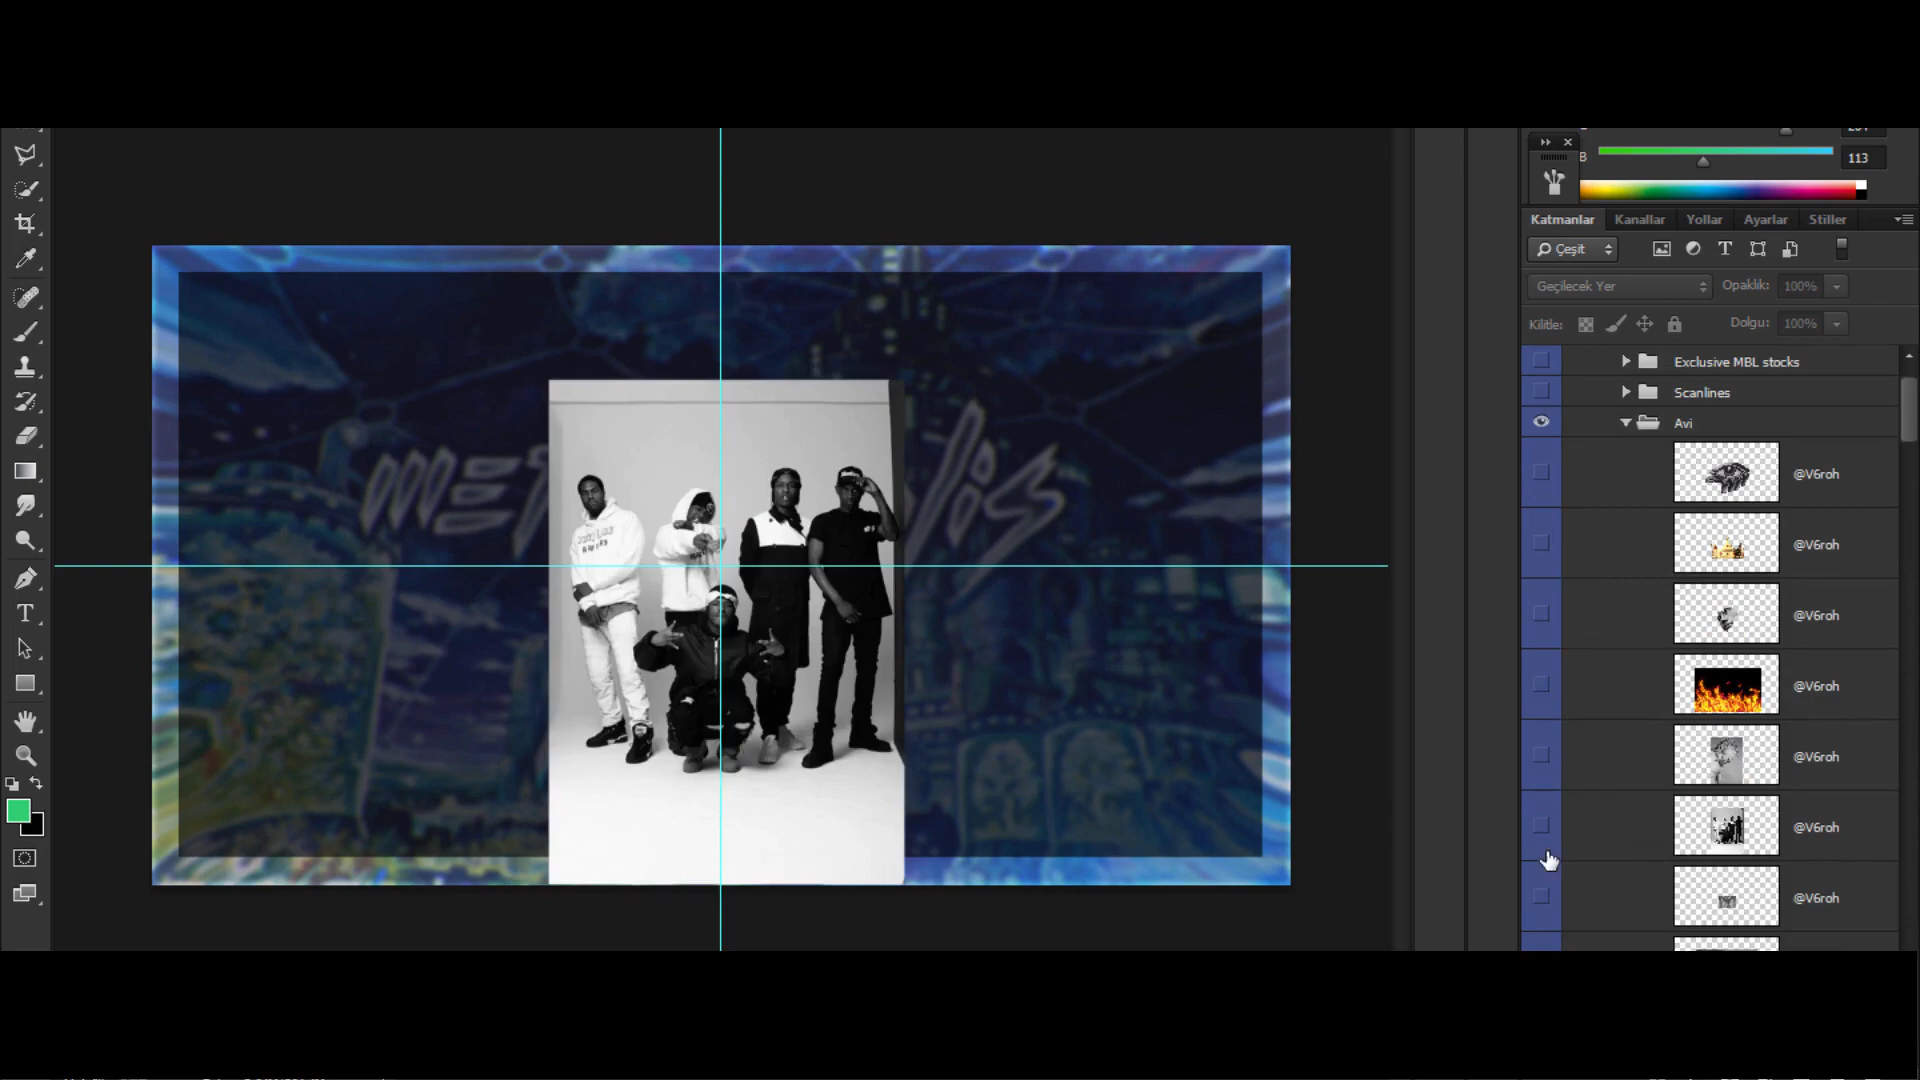 B 113
Katmanlar Kanallar Yollar Ayarlar Stiller
Çeşit
Geçilecek Yer Opaklık: 100%
Kilitle: Dolgu: 100%
Exclusive MBL stocks
Scanlines
Avi
@V6roh
@V6roh
@V6roh
@V6roh
@V6roh
@V6roh
@V6roh